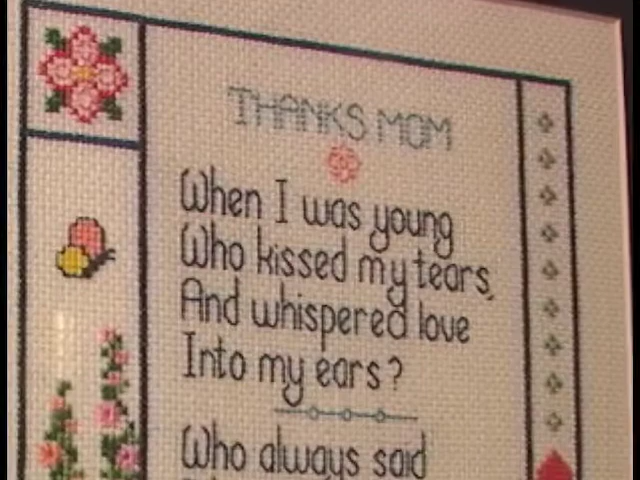 THANKS MOM
When I was young
Who kissed my tears,
And whispered love
Into my ears?
Who always said